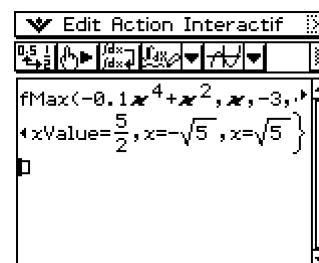 Edit Action Interactif
fMax(-0.1x⁴+x²,x,-3,
xValue=5/2,x=-√5,x=√5}